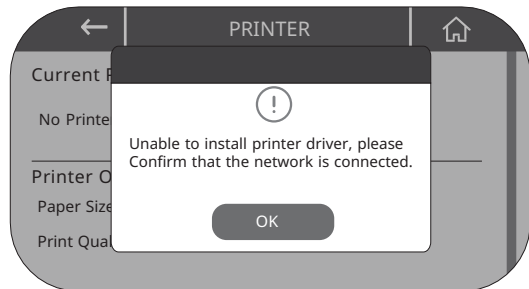 PRINTER
Current
No Printe
!
Unable to install printer driver, please
Confirm that the network is connected.
Printer O
Paper Size
Print Qual
OK